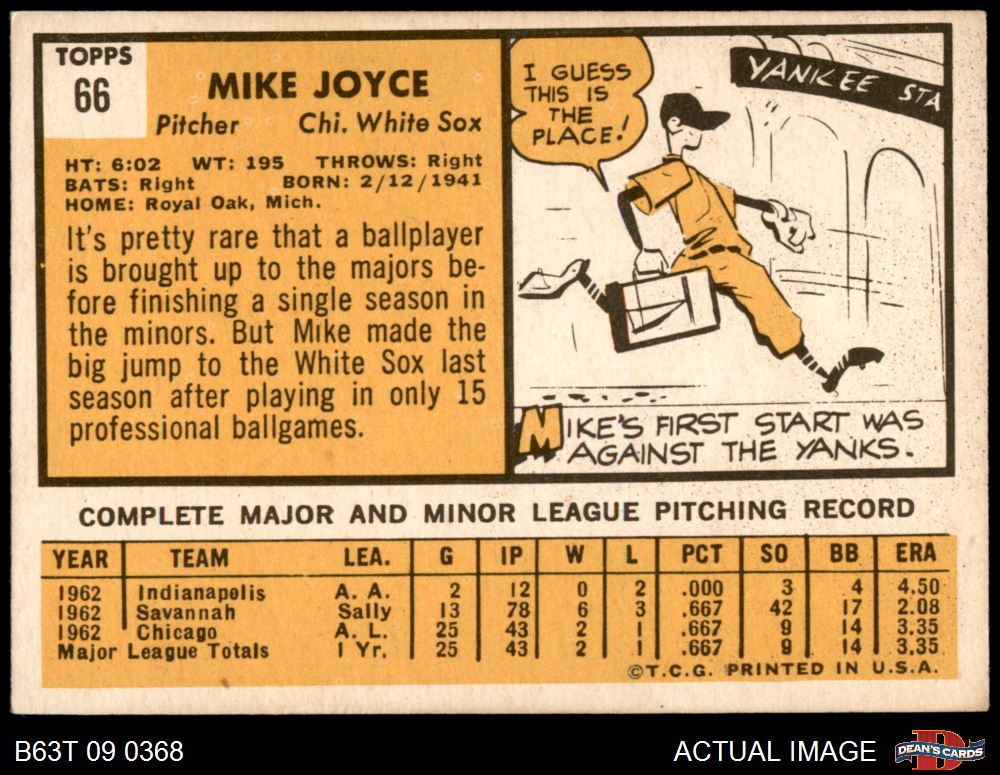 TOPPS
66
MIKE JOYCE
Pitcher Chi. White Sox
HT: 6:02 WT: 195 THROWS: Right
BATS: Right BORN: 2/12/1941
HOME: Royal Oak, Mich.
It's pretty rare that a ballplayer
is brought up to the majors be-
fore finishing a single season in
the minors. But Mike made the
big jump to the White Sox last
season after playing in only 15
professional ballgames.
I GUESS
THIS IS
THE
PLACE!
YANKEE STA
MIKE'S FIRST START WAS
AGAINST THE YANKS.
COMPLETE MAJOR AND MINOR LEAGUE PITCHING RECORD
YEAR TEAM LEA. G IP W L PCT SO BB ERA
1962 Indianapolis A. A. 2 12 0 2 .000 3 4 4.50
1962 Savannah Sally 13 78 6 3 .667 42 17 2.08
1962 Chicago A. L. 25 43 2 1 .667 9 14 3.35
Major League Totals 1 Yr. 25 43 2 1 .667 9 14 3.35
©T.C.G. PRINTED IN U.S.A.
B63T 09 0368 ACTUAL IMAGE DEAN'S CARDS